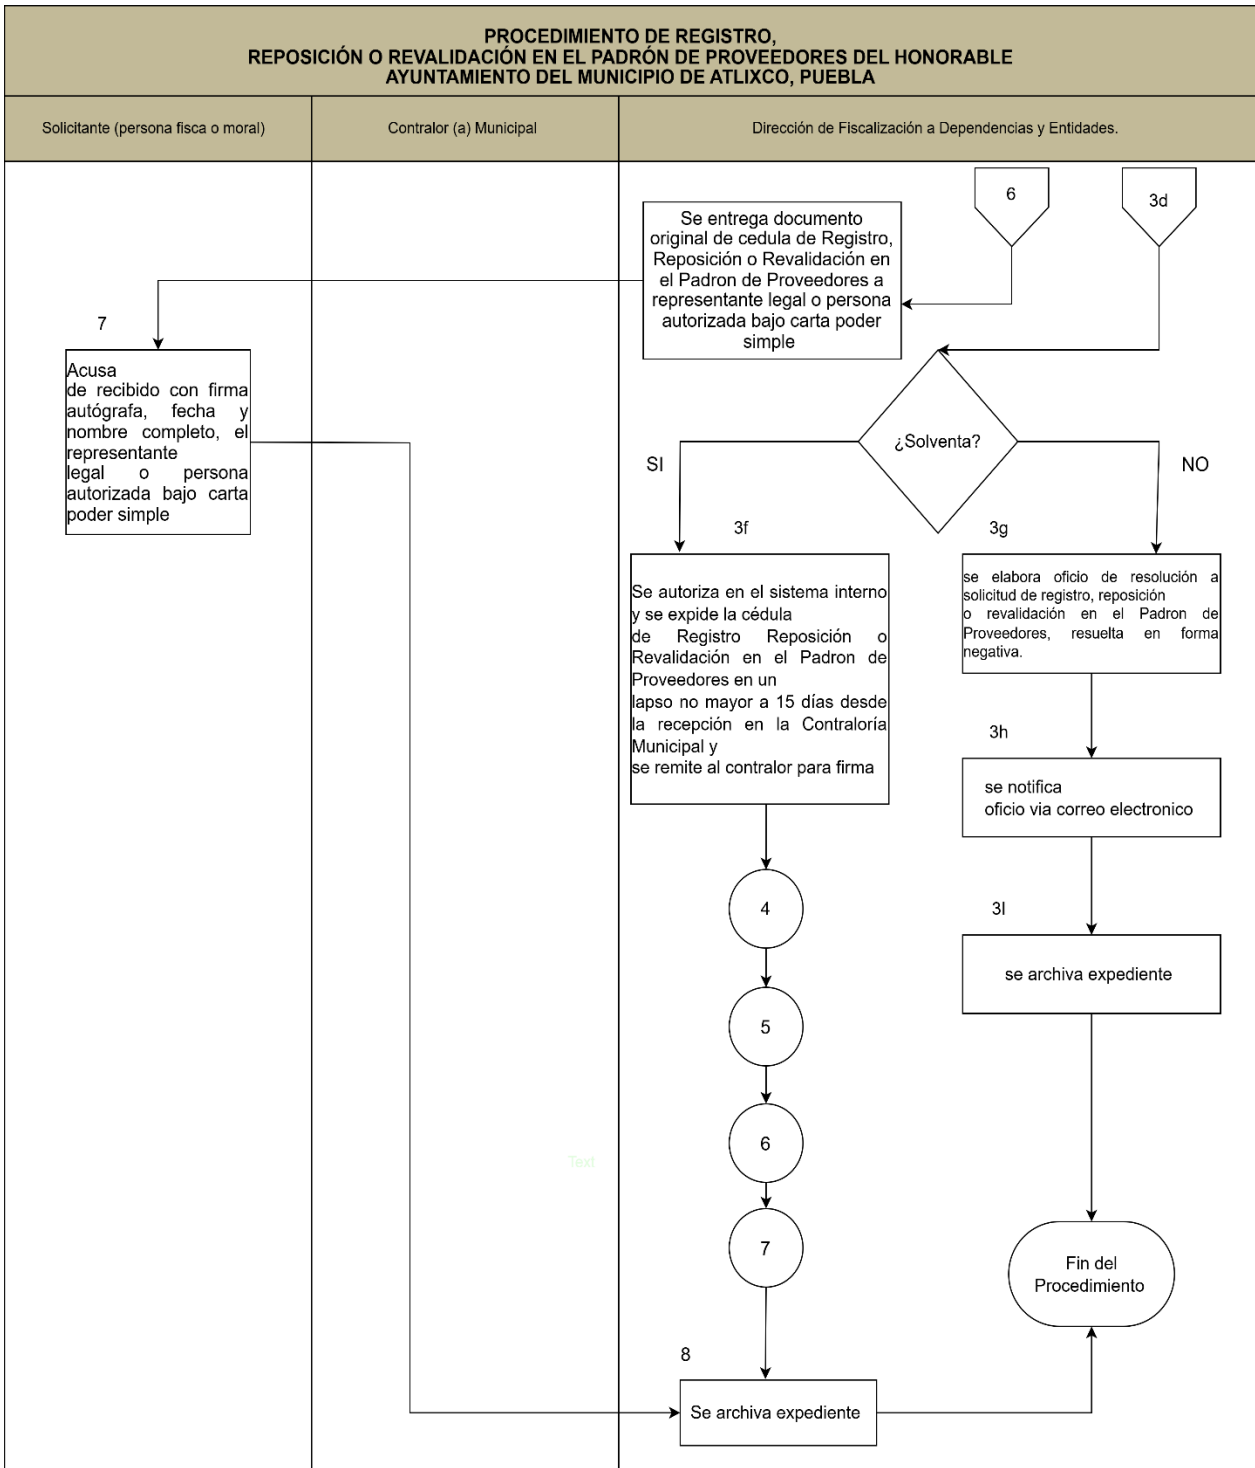 PROCEDIMIENTO DE REGISTRO,
REPOSICIÓN O REVALIDACIÓN EN EL PADRÓN DE PROVEEDORES DEL HONORABLE
AYUNTAMIENTO DEL MUNICIPIO DE ATLIXCO, PUEBLA
Solicitante (persona fisca o moral)
Contralor (a) Municipal
Dirección de Fiscalización a Dependencias y Entidades.
6
3d
Se entrega documento
original de cedula de Registro,
Reposición o Revalidación en
el Padron de Proveedores a
representante legal o persona
autorizada bajo carta poder
simple
7
Acusa
de recibido con firma
autógrafa, fecha y
nombre completo, el
representante
legal o persona
autorizada bajo carta
poder simple
¿Solventa?
SI
NO
3f
Se autoriza en el sistema interno
y se expide la cédula
de Registro Reposición o
Revalidación en el Padron de
Proveedores en un
lapso no mayor a 15 días desde
la recepción en la Contraloría
Municipal y
se remite al contralor para firma
3g
se elabora oficio de resolución a
solicitud de registro, reposición
o revalidación en el Padron de
Proveedores, resuelta en forma
negativa.
3h
se notifica
oficio via correo electronico
4
3I
se archiva expediente
5
6
Text
7
Fin del
Procedimiento
8
Se archiva expediente